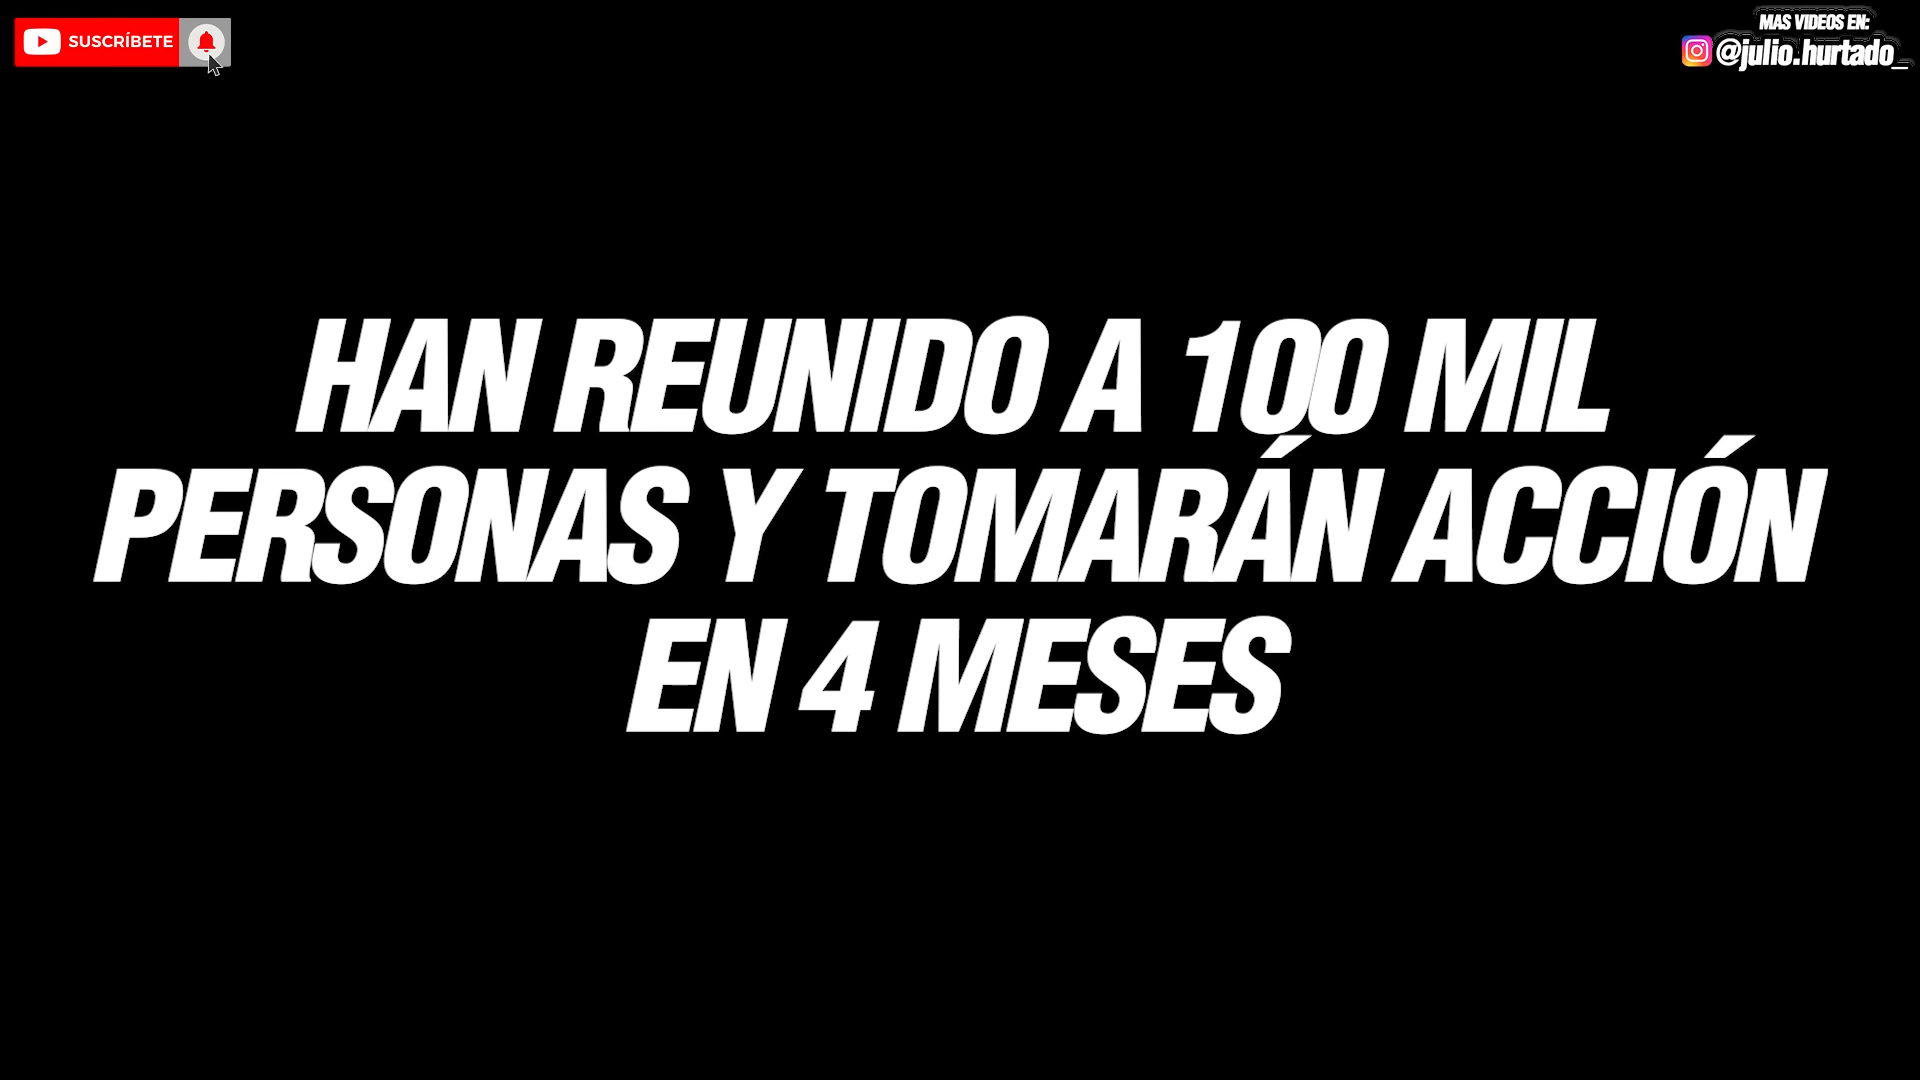 SUSCRÍBETE
MAS VIDEOS EN:
@julio.hurtado_
HAN REUNIDO A 100 MIL
PERSONAS Y TOMARÁN ACCIÓN
EN 4 MESES